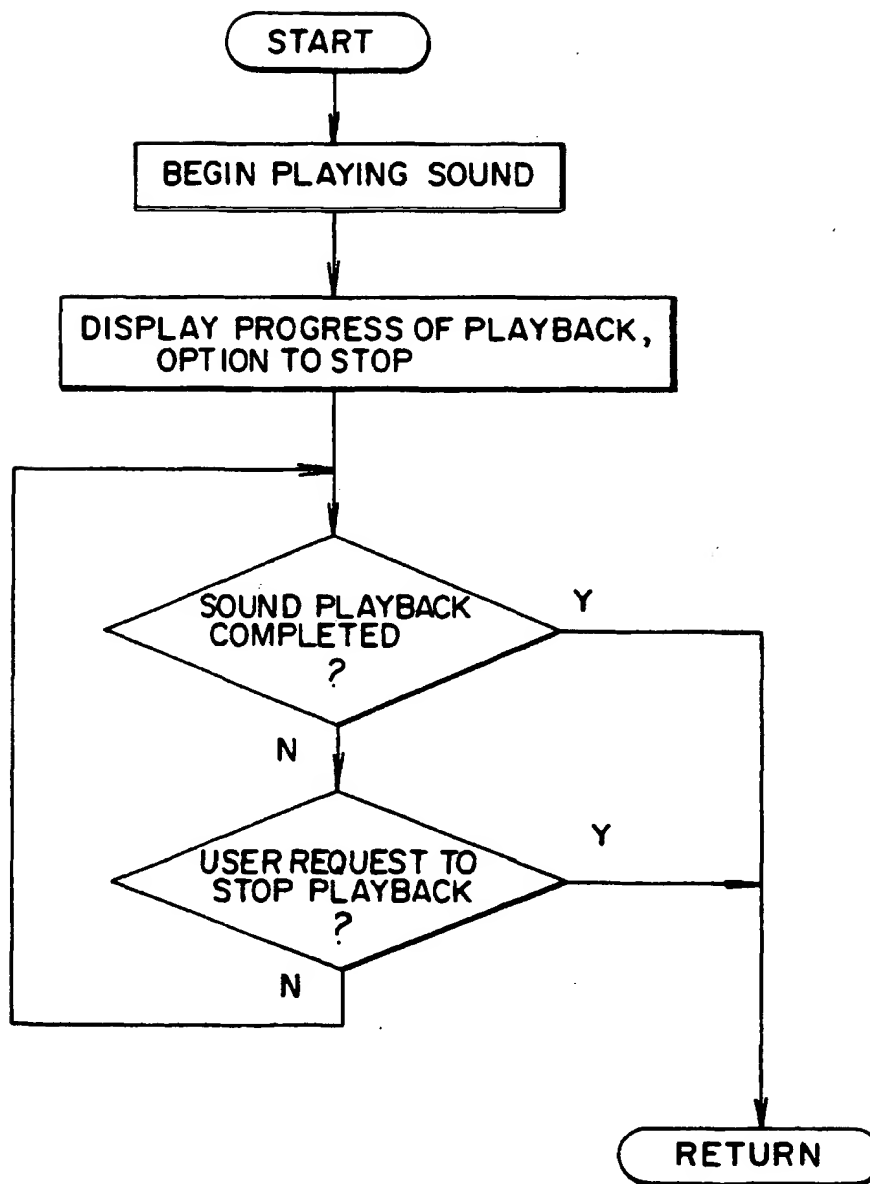 START
BEGIN PLAYING SOUND
DISPLAY PROGRESS OF PLAYBACK,
OPTION TO STOP
SOUND PLAYBACK
COMPLETED
?
Y
N
USER REQUEST TO
STOP PLAYBACK
?
Y
N
RETURN